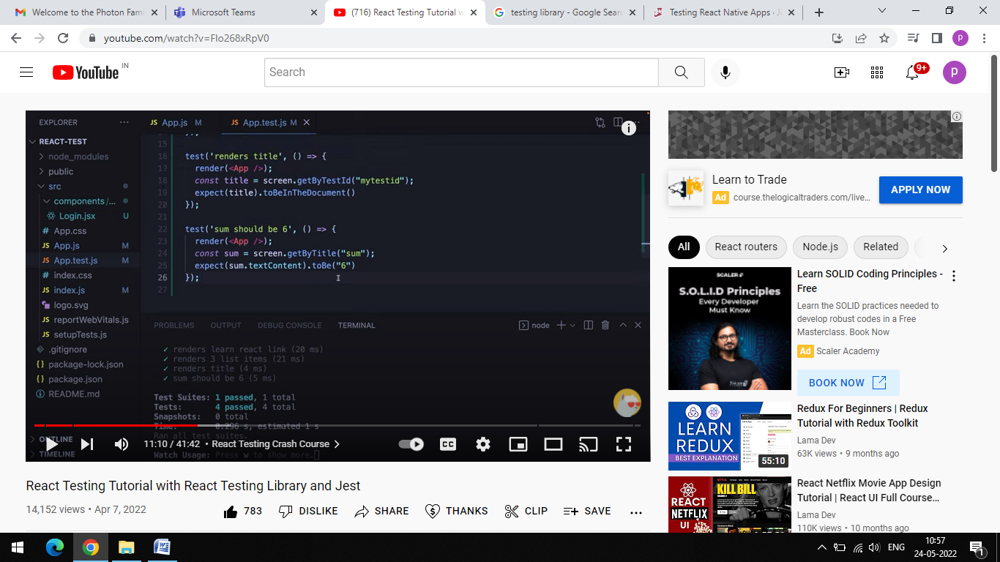 Welcome to the Photon Fami
Microsoft Teams
(716) React Testing Tutorial w
testing library - Google Searc
Testing React Native Apps · J
youtube.com/watch?v=Flo268xRpV0
P
YouTube IN
Search
9+
P
EXPLORER
REACT-TEST
node_modules
public
src
components/...
Login.jsx U
App.css
JS App.js M
JS App.test.js M
index.css
JS index.js M
logo.svg
JS reportWebVitals.js
JS setupTests.js
.gitignore
package-lock.json
package.json
README.md
OUTLINE
TIMELINE
JS App.js M
JS App.test.js M
15 });
16 test('renders title', () => {
17 render(<App />);
18 const title = screen.getByTestId("mytestid");
19 expect(title).toBeInTheDocument()
20 });
21
22 test('sum should be 6', () => {
23 render(<App />);
24 const sum = screen.getByTitle("sum");
25 expect(sum.textContent).toBe("6")
26 });
27
PROBLEMS OUTPUT DEBUG CONSOLE TERMINAL
node
✓ renders learn react link (20 ms)
✓ renders 3 list items (21 ms)
✓ renders title (4 ms)
✓ sum should be 6 (5 ms)
Test Suites: 1 passed, 1 total
Tests: 4 passed, 4 total
Snapshots: 0 total
Time: 0.296 s, estimated 1 s
Ran all test suites.
Watch Usage: Press w to show more.
11:10 / 41:42 • React Testing Crash Course
CC
React Testing Tutorial with React Testing Library and Jest
14,152 views • Apr 7, 2022
783
DISLIKE
SHARE
THANKS
CLIP
SAVE
Learn to Trade
Ad course.thelogicaltraders.com/live...
APPLY NOW
All
React routers
Node.js
Related
SCALER
S.O.L.I.D Principles
Every Developer
Must Know
Learn SOLID Coding Principles -
Free
Learn the SOLID practices needed to
develop robust codes in a Free
Masterclass. Book Now
Ad Scaler Academy
BOOK NOW
LEARN
REDUX
BEST EXPLANATION
55:10
Redux For Beginners | Redux
Tutorial with Redux Toolkit
Lama Dev
63K views • 9 months ago
REACT
NETFLIX
UI
KILL BILL
React Netflix Movie App Design
Tutorial | React UI Full Course...
Lama Dev
110K views • 10 months ago
ENG
10:57
24-05-2022
1